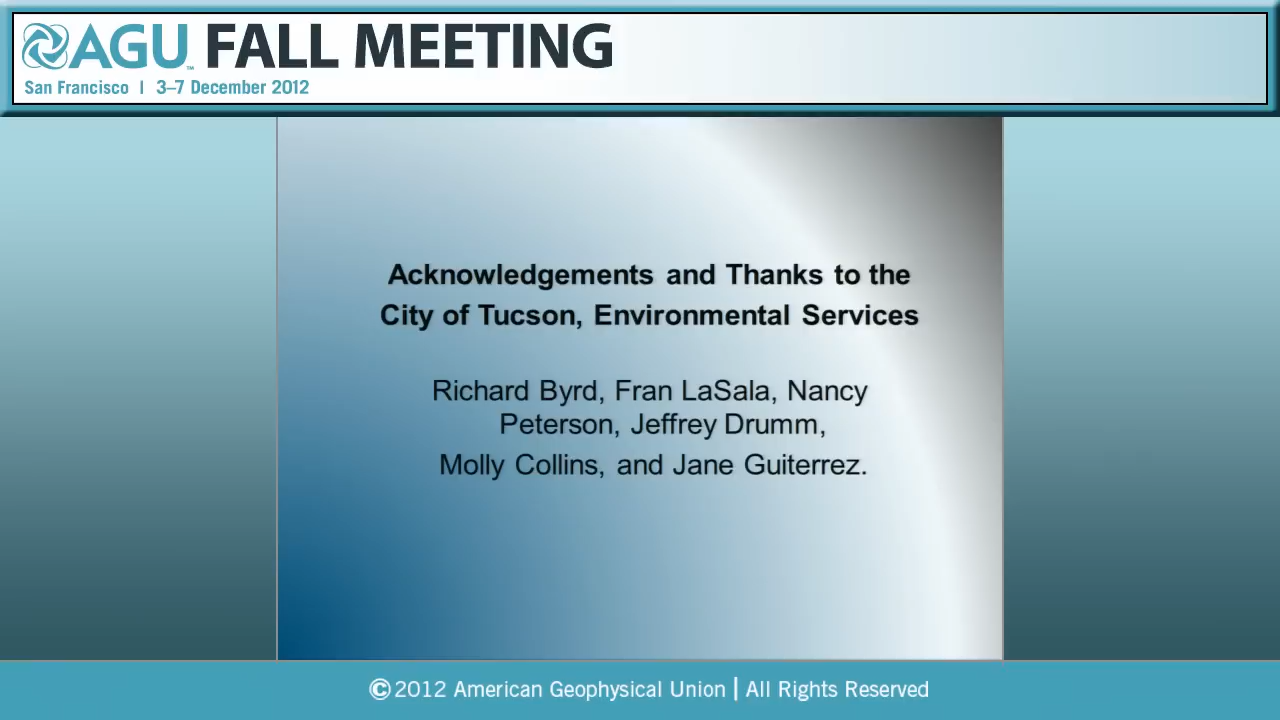 AGU™ FALL MEETING
San Francisco | 3–7 December 2012
Acknowledgements and Thanks to the
City of Tucson, Environmental Services
Richard Byrd, Fran LaSala, Nancy
Peterson, Jeffrey Drumm,
Molly Collins, and Jane Guiterrez.
©2012 American Geophysical Union | All Rights Reserved